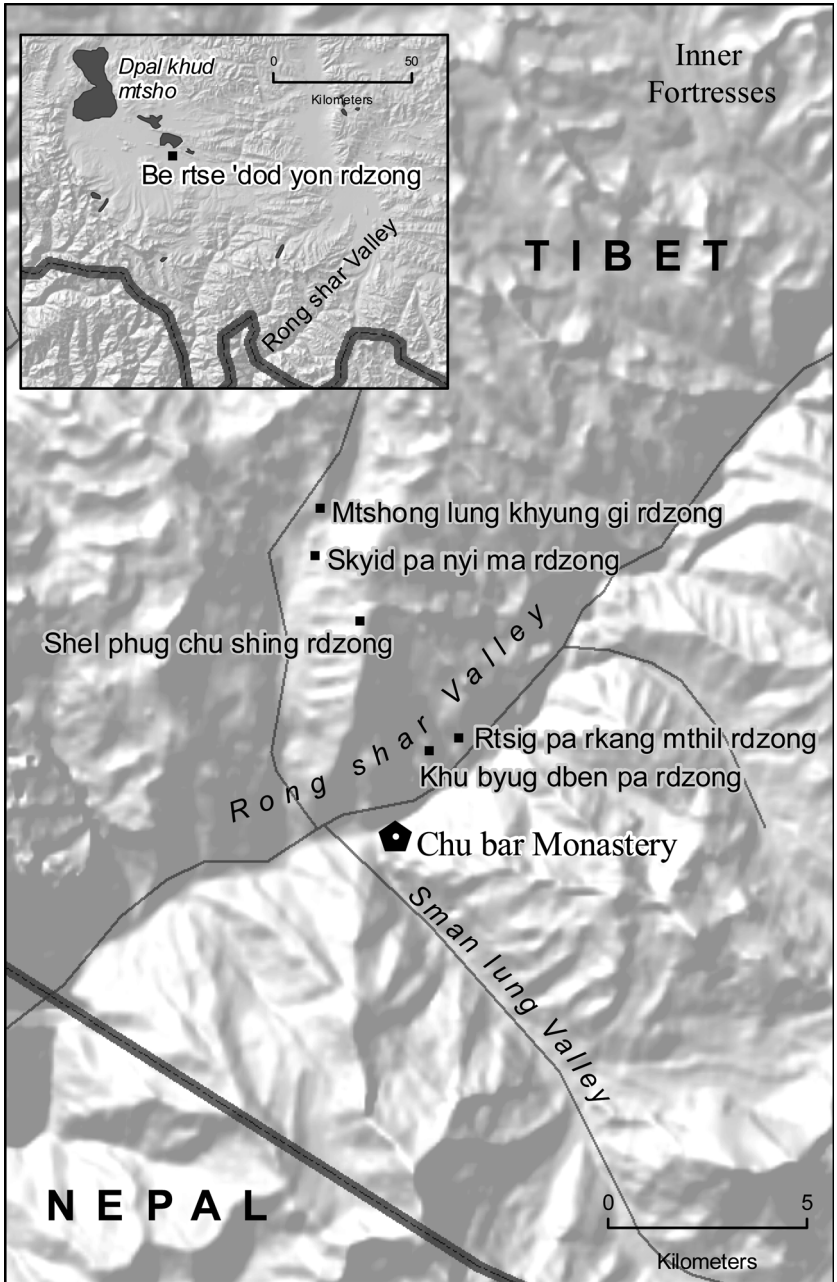 Inner
Fortresses
0 50
Kilometers
Dpal khud
mtsho
Be rtse 'dod yon rdzong
Rong shar Valley
TIBET
Mtshong lung khyung gi rdzong
Skyid pa nyi ma rdzong
Shel phug chu shing rdzong
Rong shar Valley
Rtsig pa rkang mthil rdzong
Khu byug dben pa rdzong
Chu bar Monastery
Sman lung Valley
NEPAL
0 5
Kilometers